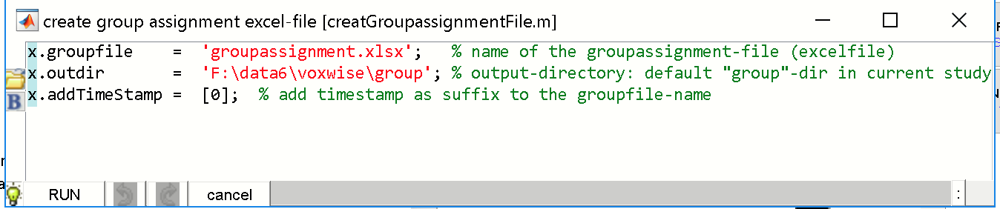 create group assignment excel-file [creatGroupassignmentFile.m]
x.groupfile    =  'groupassignment.xlsx';   % name of the groupassignment-file (excelfile)
x.outdir       =  'F:\data6\voxwise\group'; % output-directory: default "group"-dir in current study
x.addTimeStamp =  [0];  % add timestamp as suffix to the groupfile-name
B
RUN cancel :